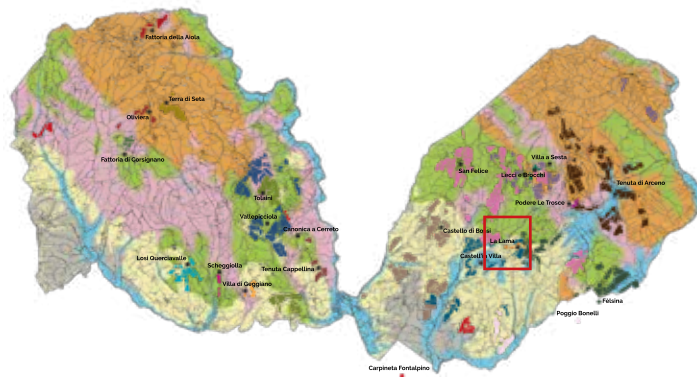 Fattoria della Aiola
Terra di Seta
Oliviera
Fattoria di Corsignano
Tolaini
Vallepicciola
Canonica a Cerreto
Losi Querciavalle
Scheggiolla
Tenuta Cappellina
Villa di Geggiano
San Felice
Villa a Sesta
Lecci e Brocchi
Tenuta di Arceno
Podere Le Trosce
Castello di Bossi
La Lama
Castell'in Villa
Fèlsina
Poggio Bonelli
Carpineta Fontalpino